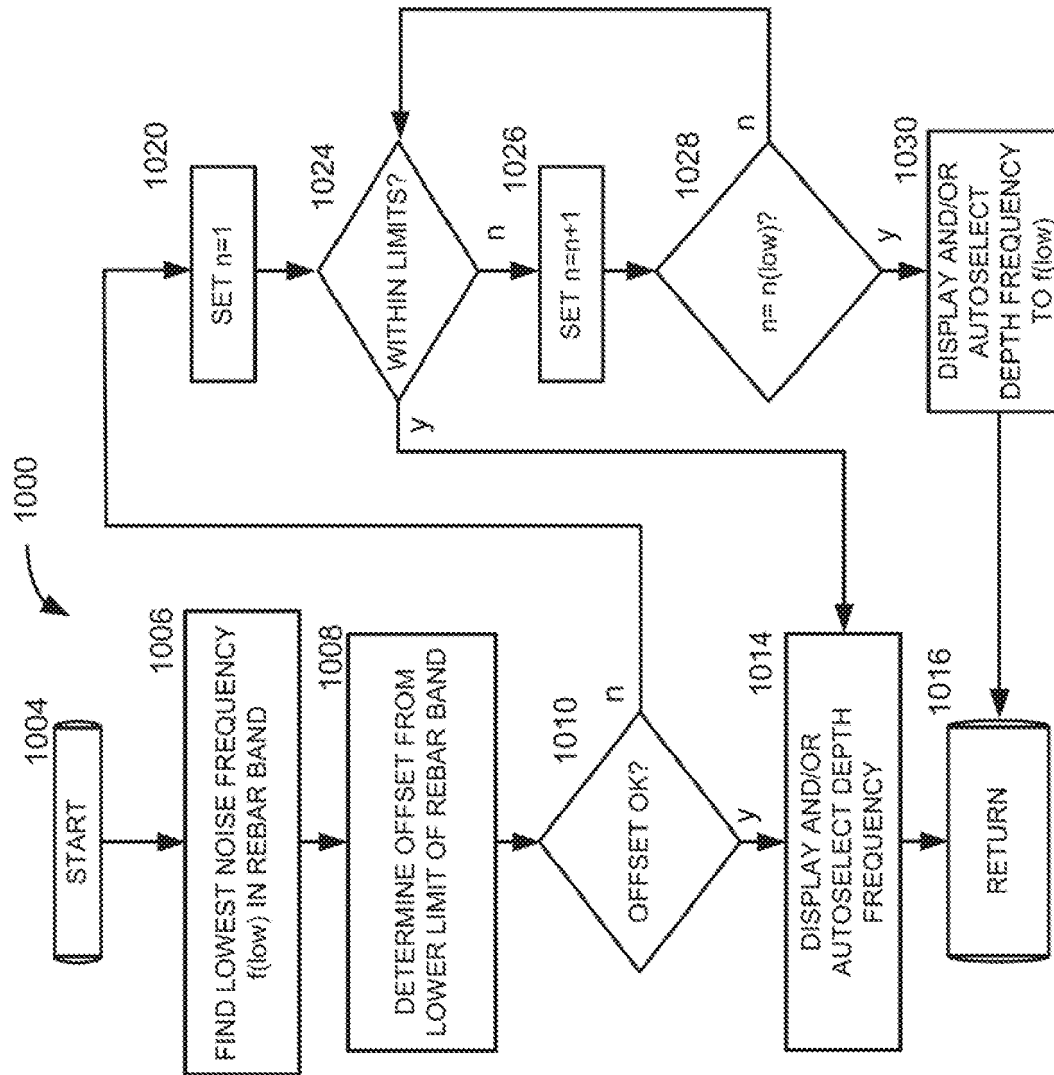 1000
START
1004
FIND LOWEST NOISE FREQUENCY
f(low) IN REBAR BAND
1006
DETERMINE OFFSET FROM
LOWER LIMIT OF REBAR BAND
1008
OFFSET OK?
1010
n
y
DISPLAY AND/OR
AUTOSELECT DEPTH
FREQUENCY
1014
RETURN
1016
SET n=1
1020
WITHIN LIMITS?
1024
y
n
SET n=n+1
1026
n= n(low)?
1028
n
y
DISPLAY AND/OR
AUTOSELECT
DEPTH FREQUENCY
TO f(low)
1030